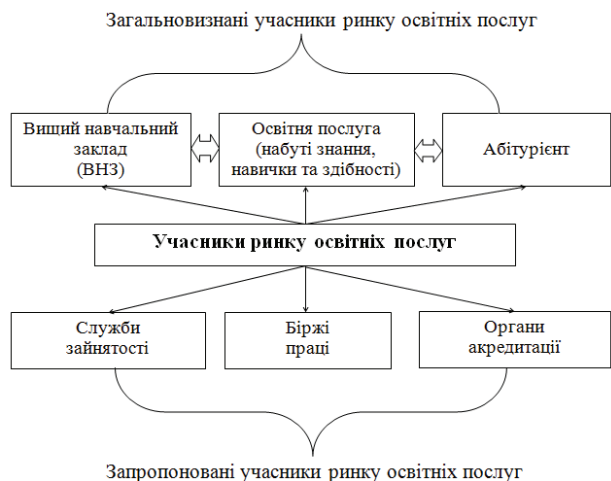 Загальновизнані учасники ринку освітніх послуг
Вищий навчальний
заклад
(ВНЗ)
Освітня послуга
(набуті знання,
навички та здібності)
Абітурієнт
Учасники ринку освітніх послуг
Служби
зайнятості
Біржі
праці
Органи
акредитації
Запропоновані учасники ринку освітніх послуг